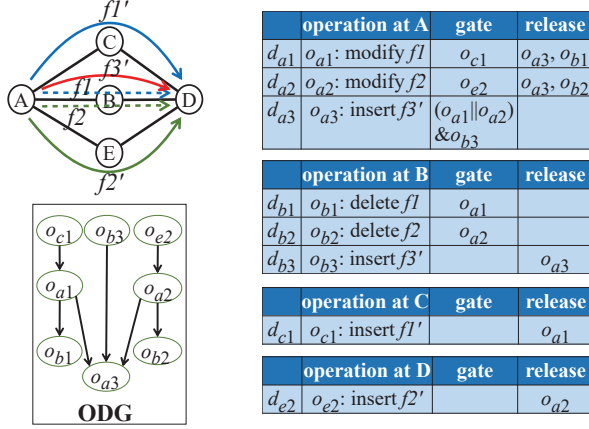 f1'
C
f3'
f1
A
B
D
f2
E
f2'
o_c1 o_b3 o_e2
o_a1 o_a2
o_b1 o_b2
o_a3
ODG
operation at A gate release
d_a1 o_a1: modify f1 o_c1 o_a3, o_b1
d_a2 o_a2: modify f2 o_e2 o_a3, o_b2
d_a3 o_a3: insert f3' (o_a1||o_a2)
&o_b3
operation at B gate release
d_b1 o_b1: delete f1 o_a1
d_b2 o_b2: delete f2 o_a2
d_b3 o_b3: insert f3' o_a3
operation at C gate release
d_c1 o_c1: insert f1' o_a1
operation at D gate release
d_e2 o_e2: insert f2' o_a2